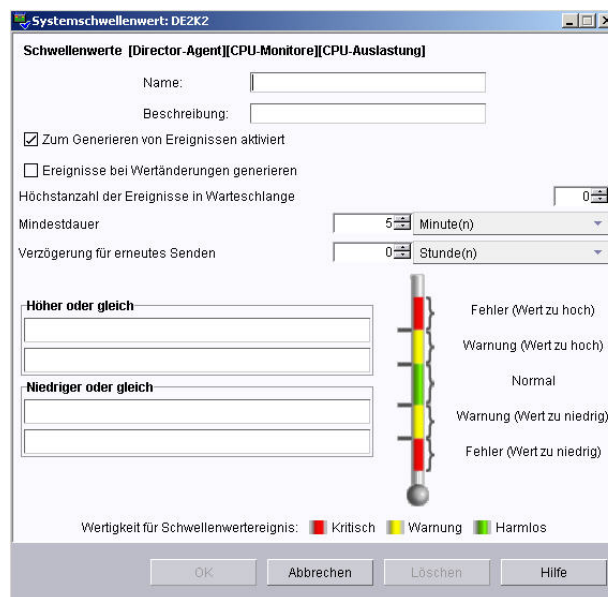 Systemschwellenwert: DE2K2
Schwellenwerte [Director-Agent][CPU-Monitore][CPU-Auslastung]
Name:
Beschreibung:
Zum Generieren von Ereignissen aktiviert
Ereignisse bei Wertänderungen generieren
Höchstanzahl der Ereignisse in Warteschlange 0
Mindestdauer 5 Minute(n)
Verzögerung für erneutes Senden 0 Stunde(n)
Höher oder gleich
Niedriger oder gleich
Fehler (Wert zu hoch)
Warnung (Wert zu hoch)
Normal
Warnung (Wert zu niedrig)
Fehler (Wert zu niedrig)
Wertigkeit für Schwellenwertereignis: Kritisch Warnung Harmlos
OK Abbrechen Löschen Hilfe